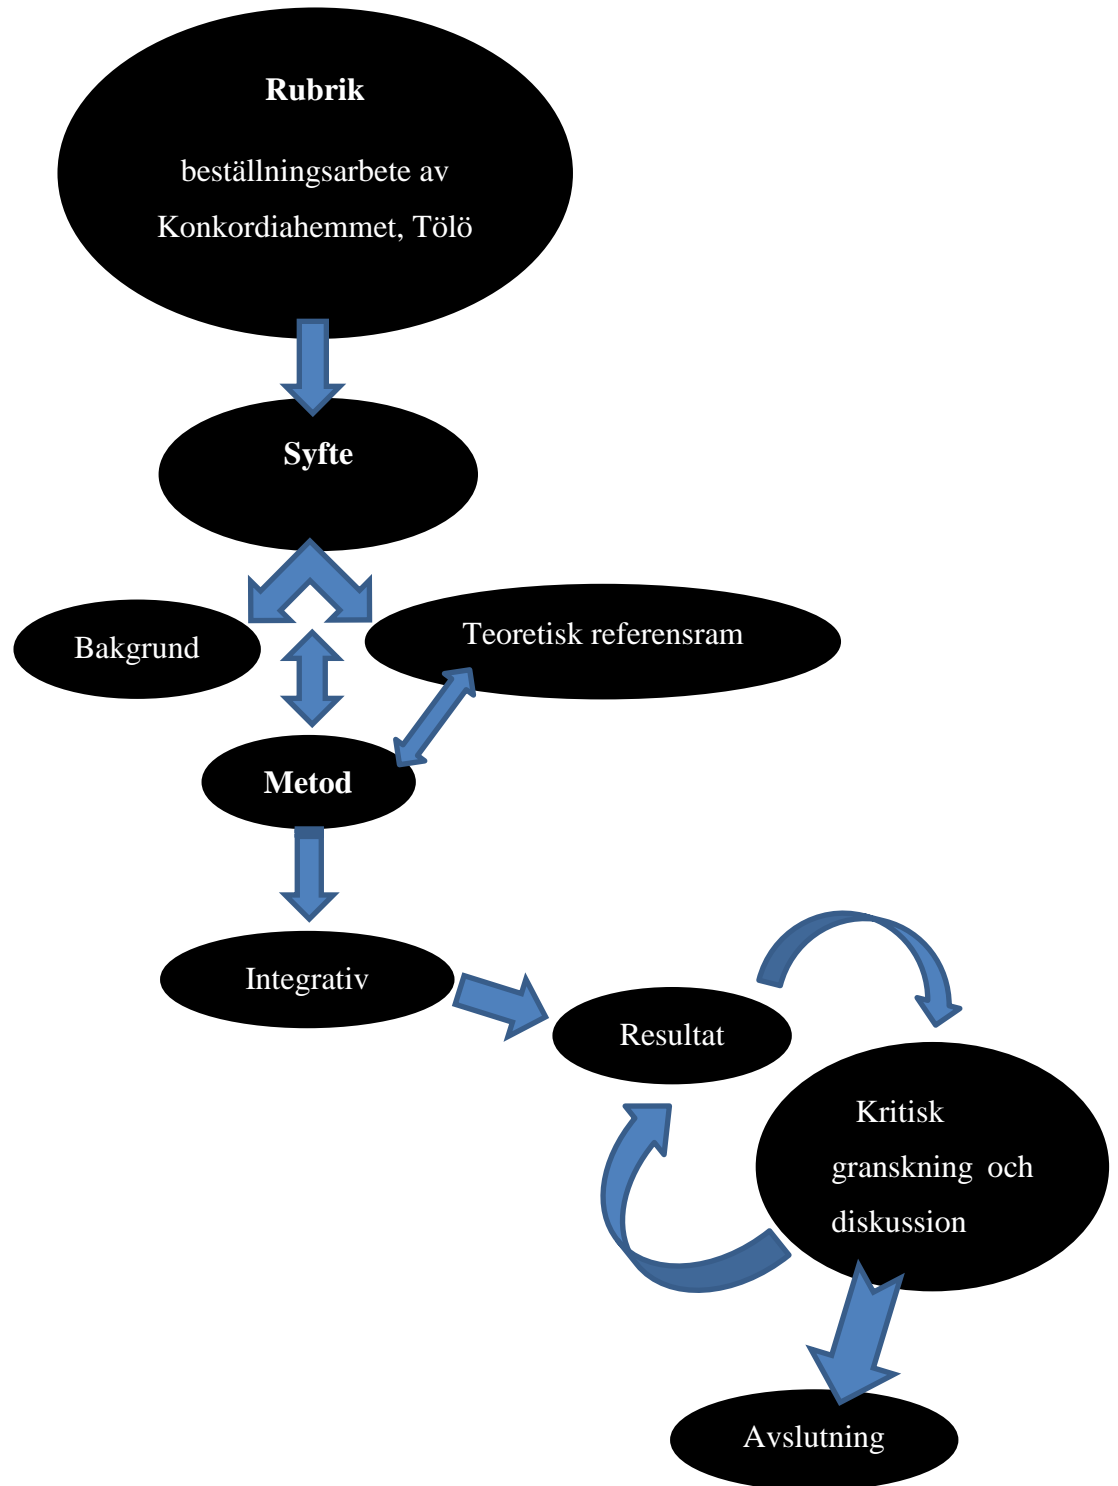 Rubrik
beställningsarbete av
Konkordiahemmet, Tölö
Syfte
Bakgrund
Teoretisk referensram
Metod
Integrativ
Resultat
Kritisk
granskning och
diskussion
Avslutning